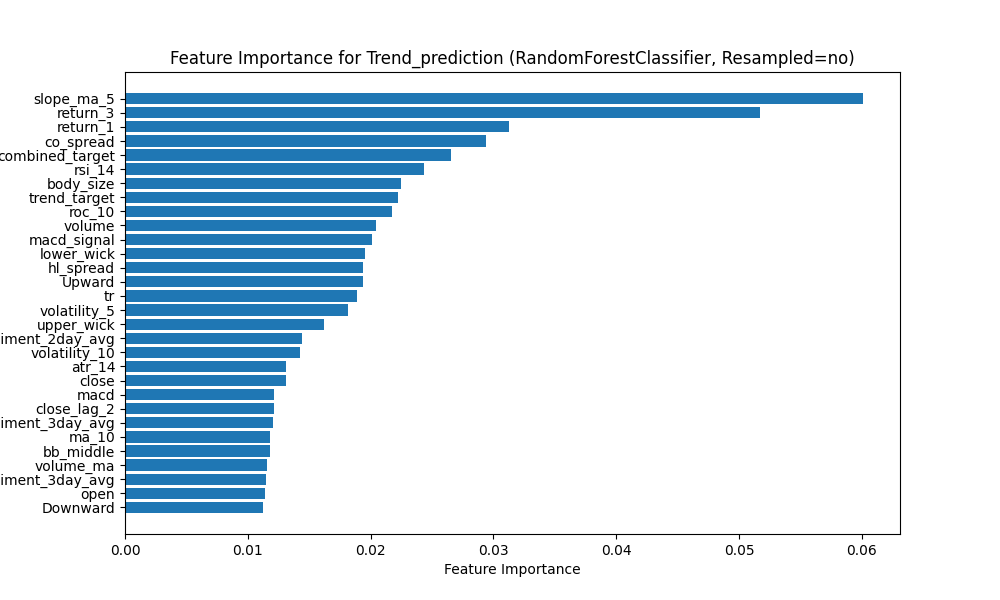 Feature Importance for Trend_prediction (RandomForestClassifier, Resampled=no)
slope_ma_5
return_3
return_1
co_spread
combined_target
rsi_14
body_size
trend_target
roc_10
volume
macd_signal
lower_wick
hl_spread
Upward
tr
volatility_5
upper_wick
iment_2day_avg
volatility_10
atr_14
close
macd
close_lag_2
iment_3day_avg
ma_10
bb_middle
volume_ma
iment_3day_avg
open
Downward
0.00 0.01 0.02 0.03 0.04 0.05 0.06
Feature Importance